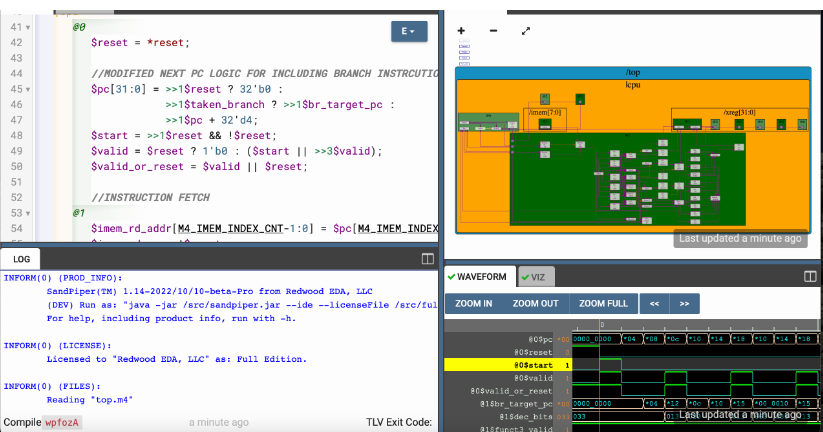 41
@0
42 $reset = *reset;
43
44 //MODIFIED NEXT PC LOGIC FOR INCLUDING BRANCH INSTRCUTIO
45 $pc[31:0] = >>1$reset ? 32'b0 :
46 >>1$taken_branch ? >>1$br_target_pc :
47 >>1$pc + 32'd4;
48 $start = >>1$reset && !$reset;
49 $valid = $reset ? 1'b0 : ($start || >>3$valid);
50 $valid_or_reset = $valid || $reset;
51
52 //INSTRUCTION FETCH
53 @1
54 $imem_rd_addr[M4_IMEM_INDEX_CNT-1:0] = $pc[M4_IMEM_INDEX
E
/top
lcpu
/imem[7:0]
/xreg[31:0]
Last updated a minute ago
LOG
INFORM(0) (PROD_INFO):
SandPiper(TM) 1.14-2022/10/10-beta-Pro from Redwood EDA, LLC
(DEV) Run as: "java -jar /src/sandpiper.jar --ide --licenseFile /src/ful
For help, including product info, run with -h.
INFORM(0) (LICENSE):
Licensed to "Redwood EDA, LLC" as: Full Edition.
INFORM(0) (FILES):
Reading "top.m4"
Compile wpfozA a minute ago TLV Exit Code:
WAVEFORM VIZ
ZOOM IN ZOOM OUT ZOOM FULL << >>
0
@0$pc 0000_0000 *04 *08 *0c *10 *14 *18 *10 *14 *18
@0$reset
@0$start 1
@0$valid 1
@0$valid_or_reset 1
@1$br_target_pc 0000_0000
@1$dec_bits 033
@1$funct3_valid
Last updated a minute ago